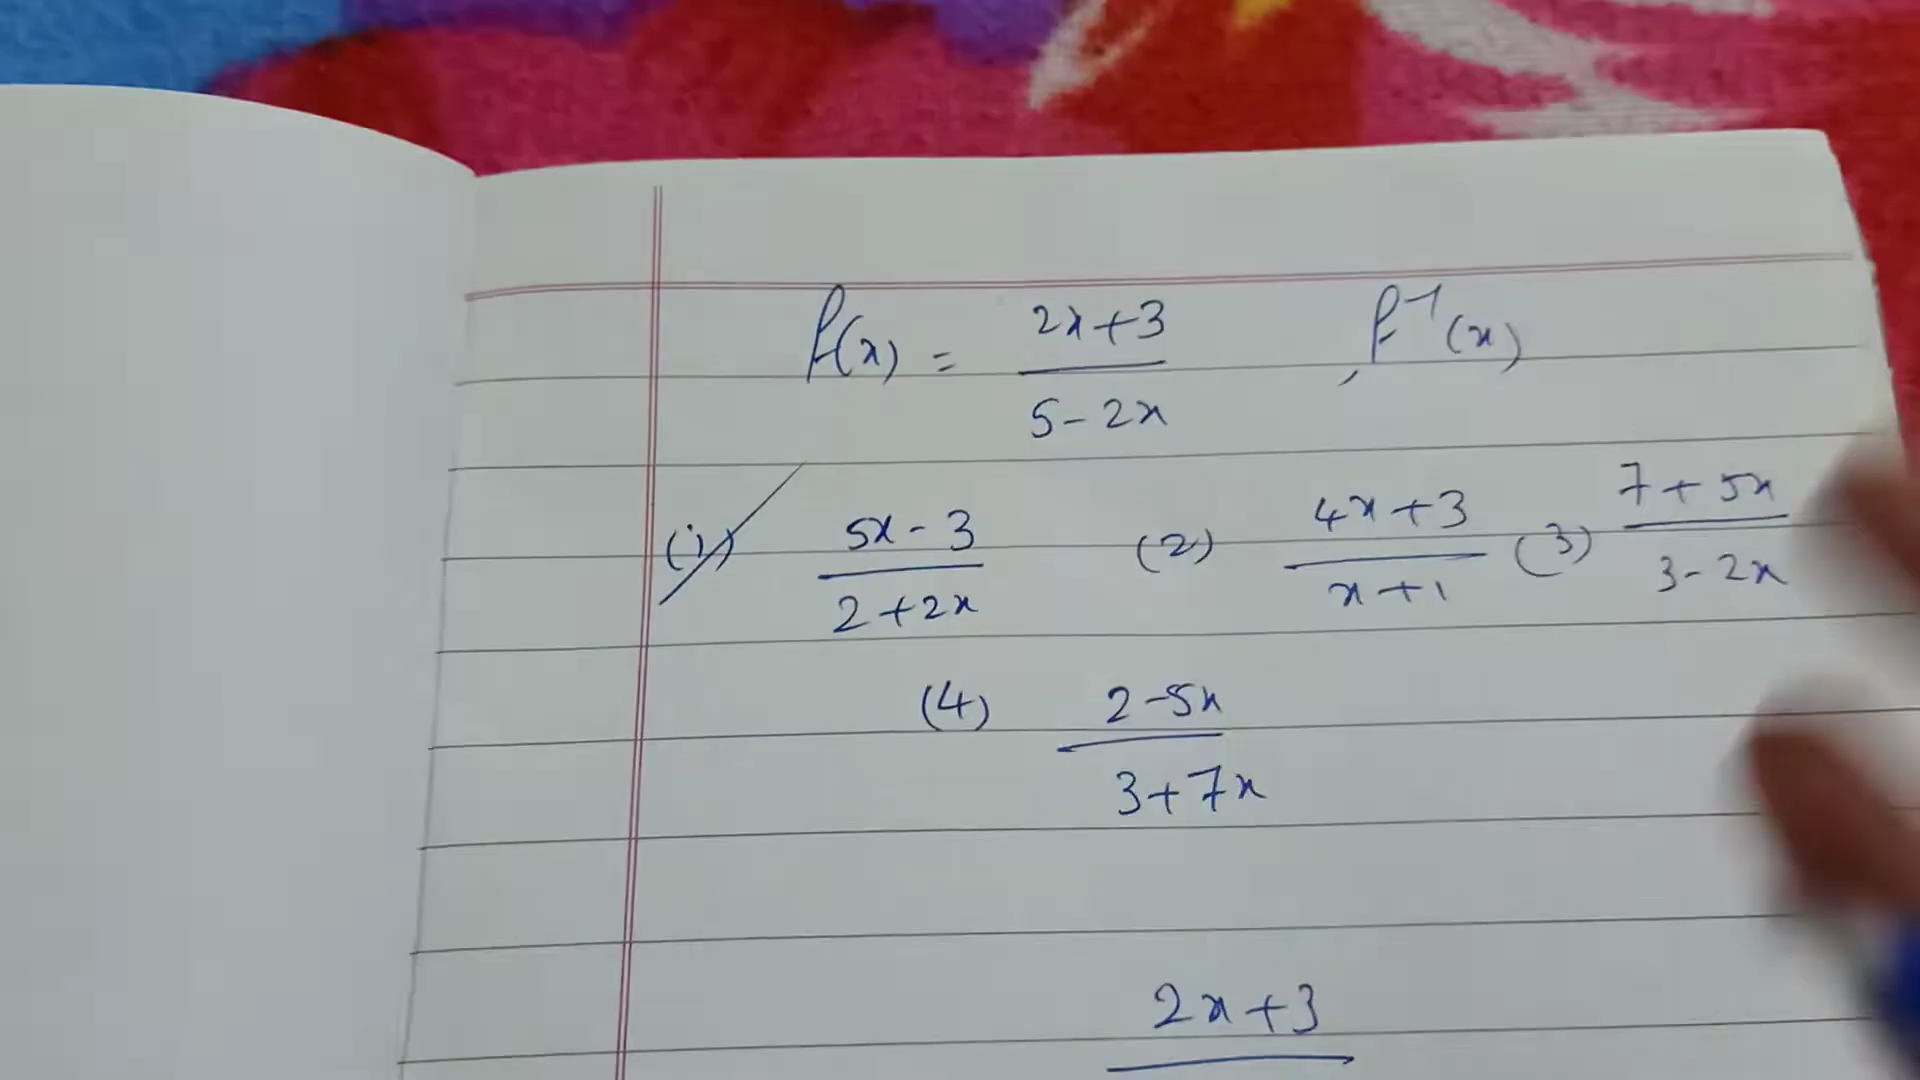 f(x) = (2x+3)/(5-2x) , f⁻¹(x)
(1) (5x-3)/(2+2x) (2) (4x+3)/(x+1) (3) (7+5x)/(3-2x)
(4) (2-5x)/(3+7x)
2x+3